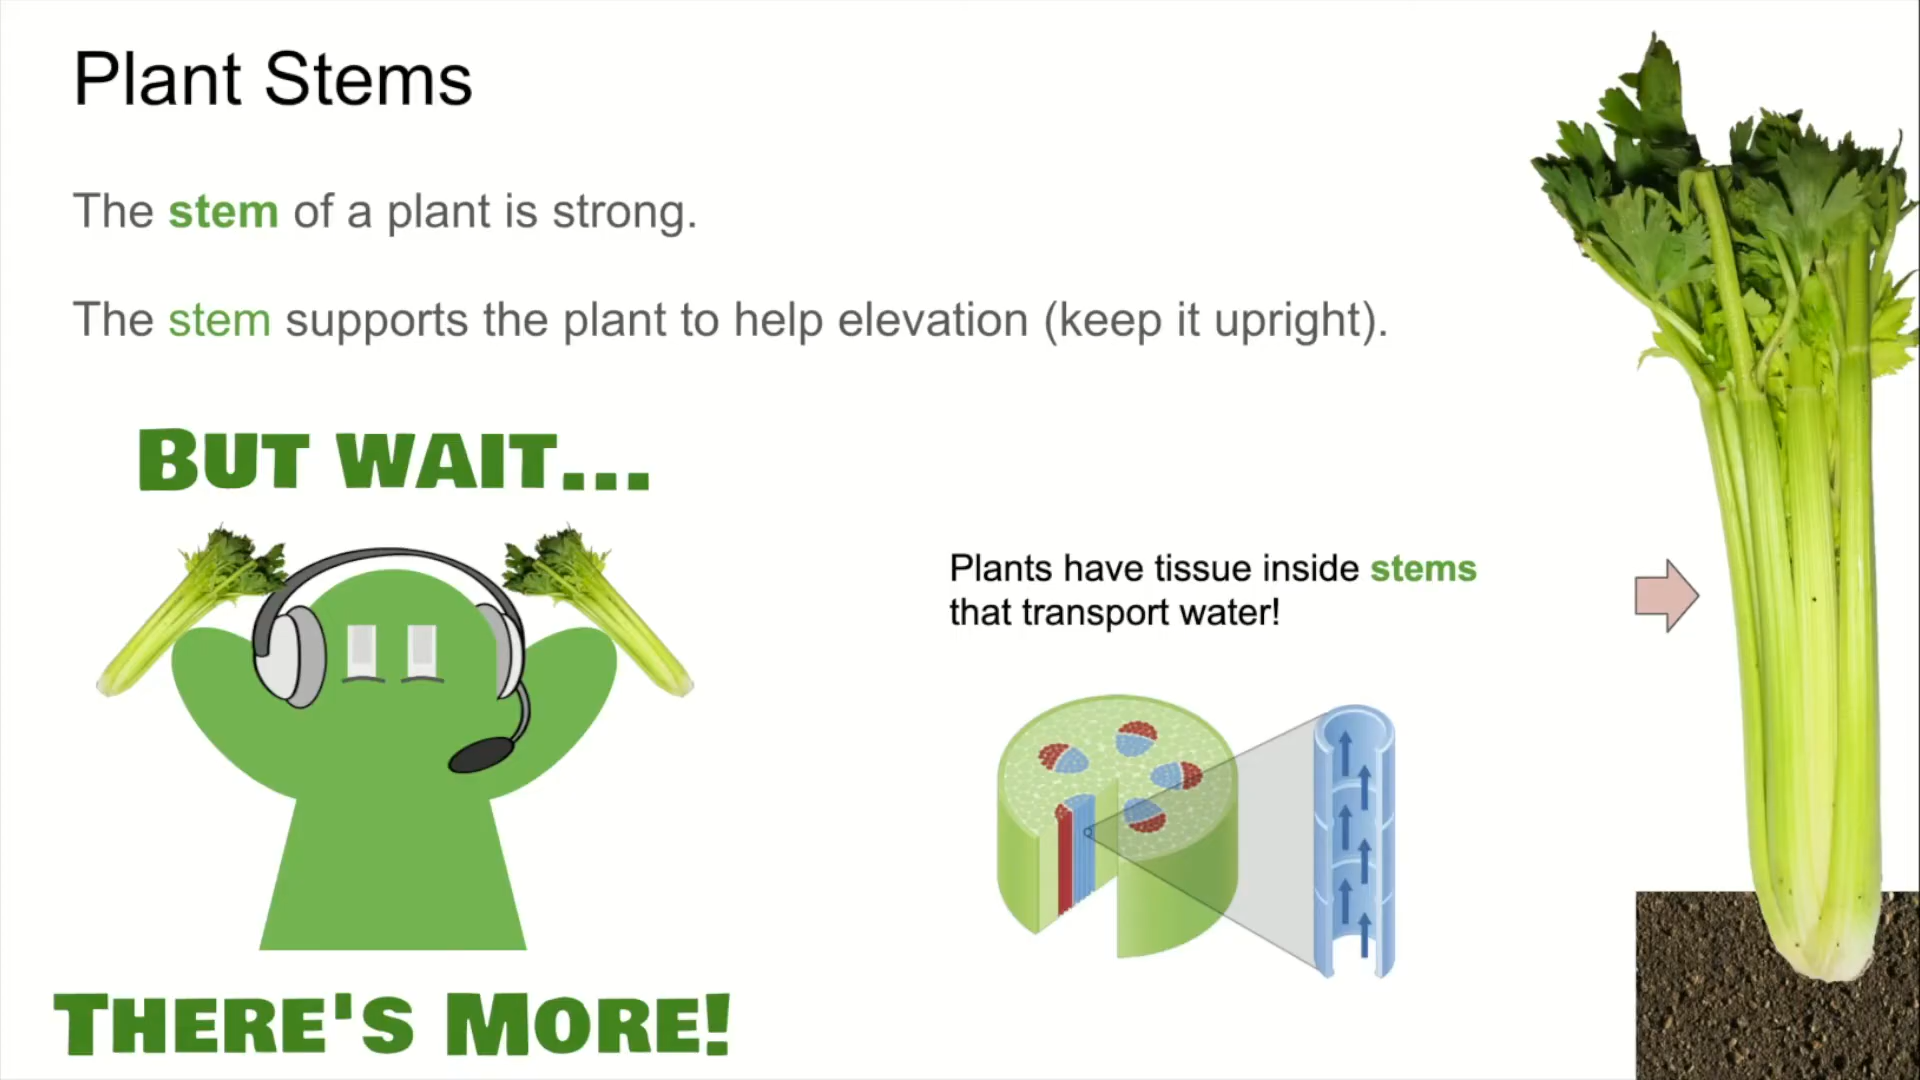 Plant Stems
The stem of a plant is strong.
The stem supports the plant to help elevation (keep it upright).
BUT WAIT...
Plants have tissue inside stems
that transport water!
THERE'S MORE!